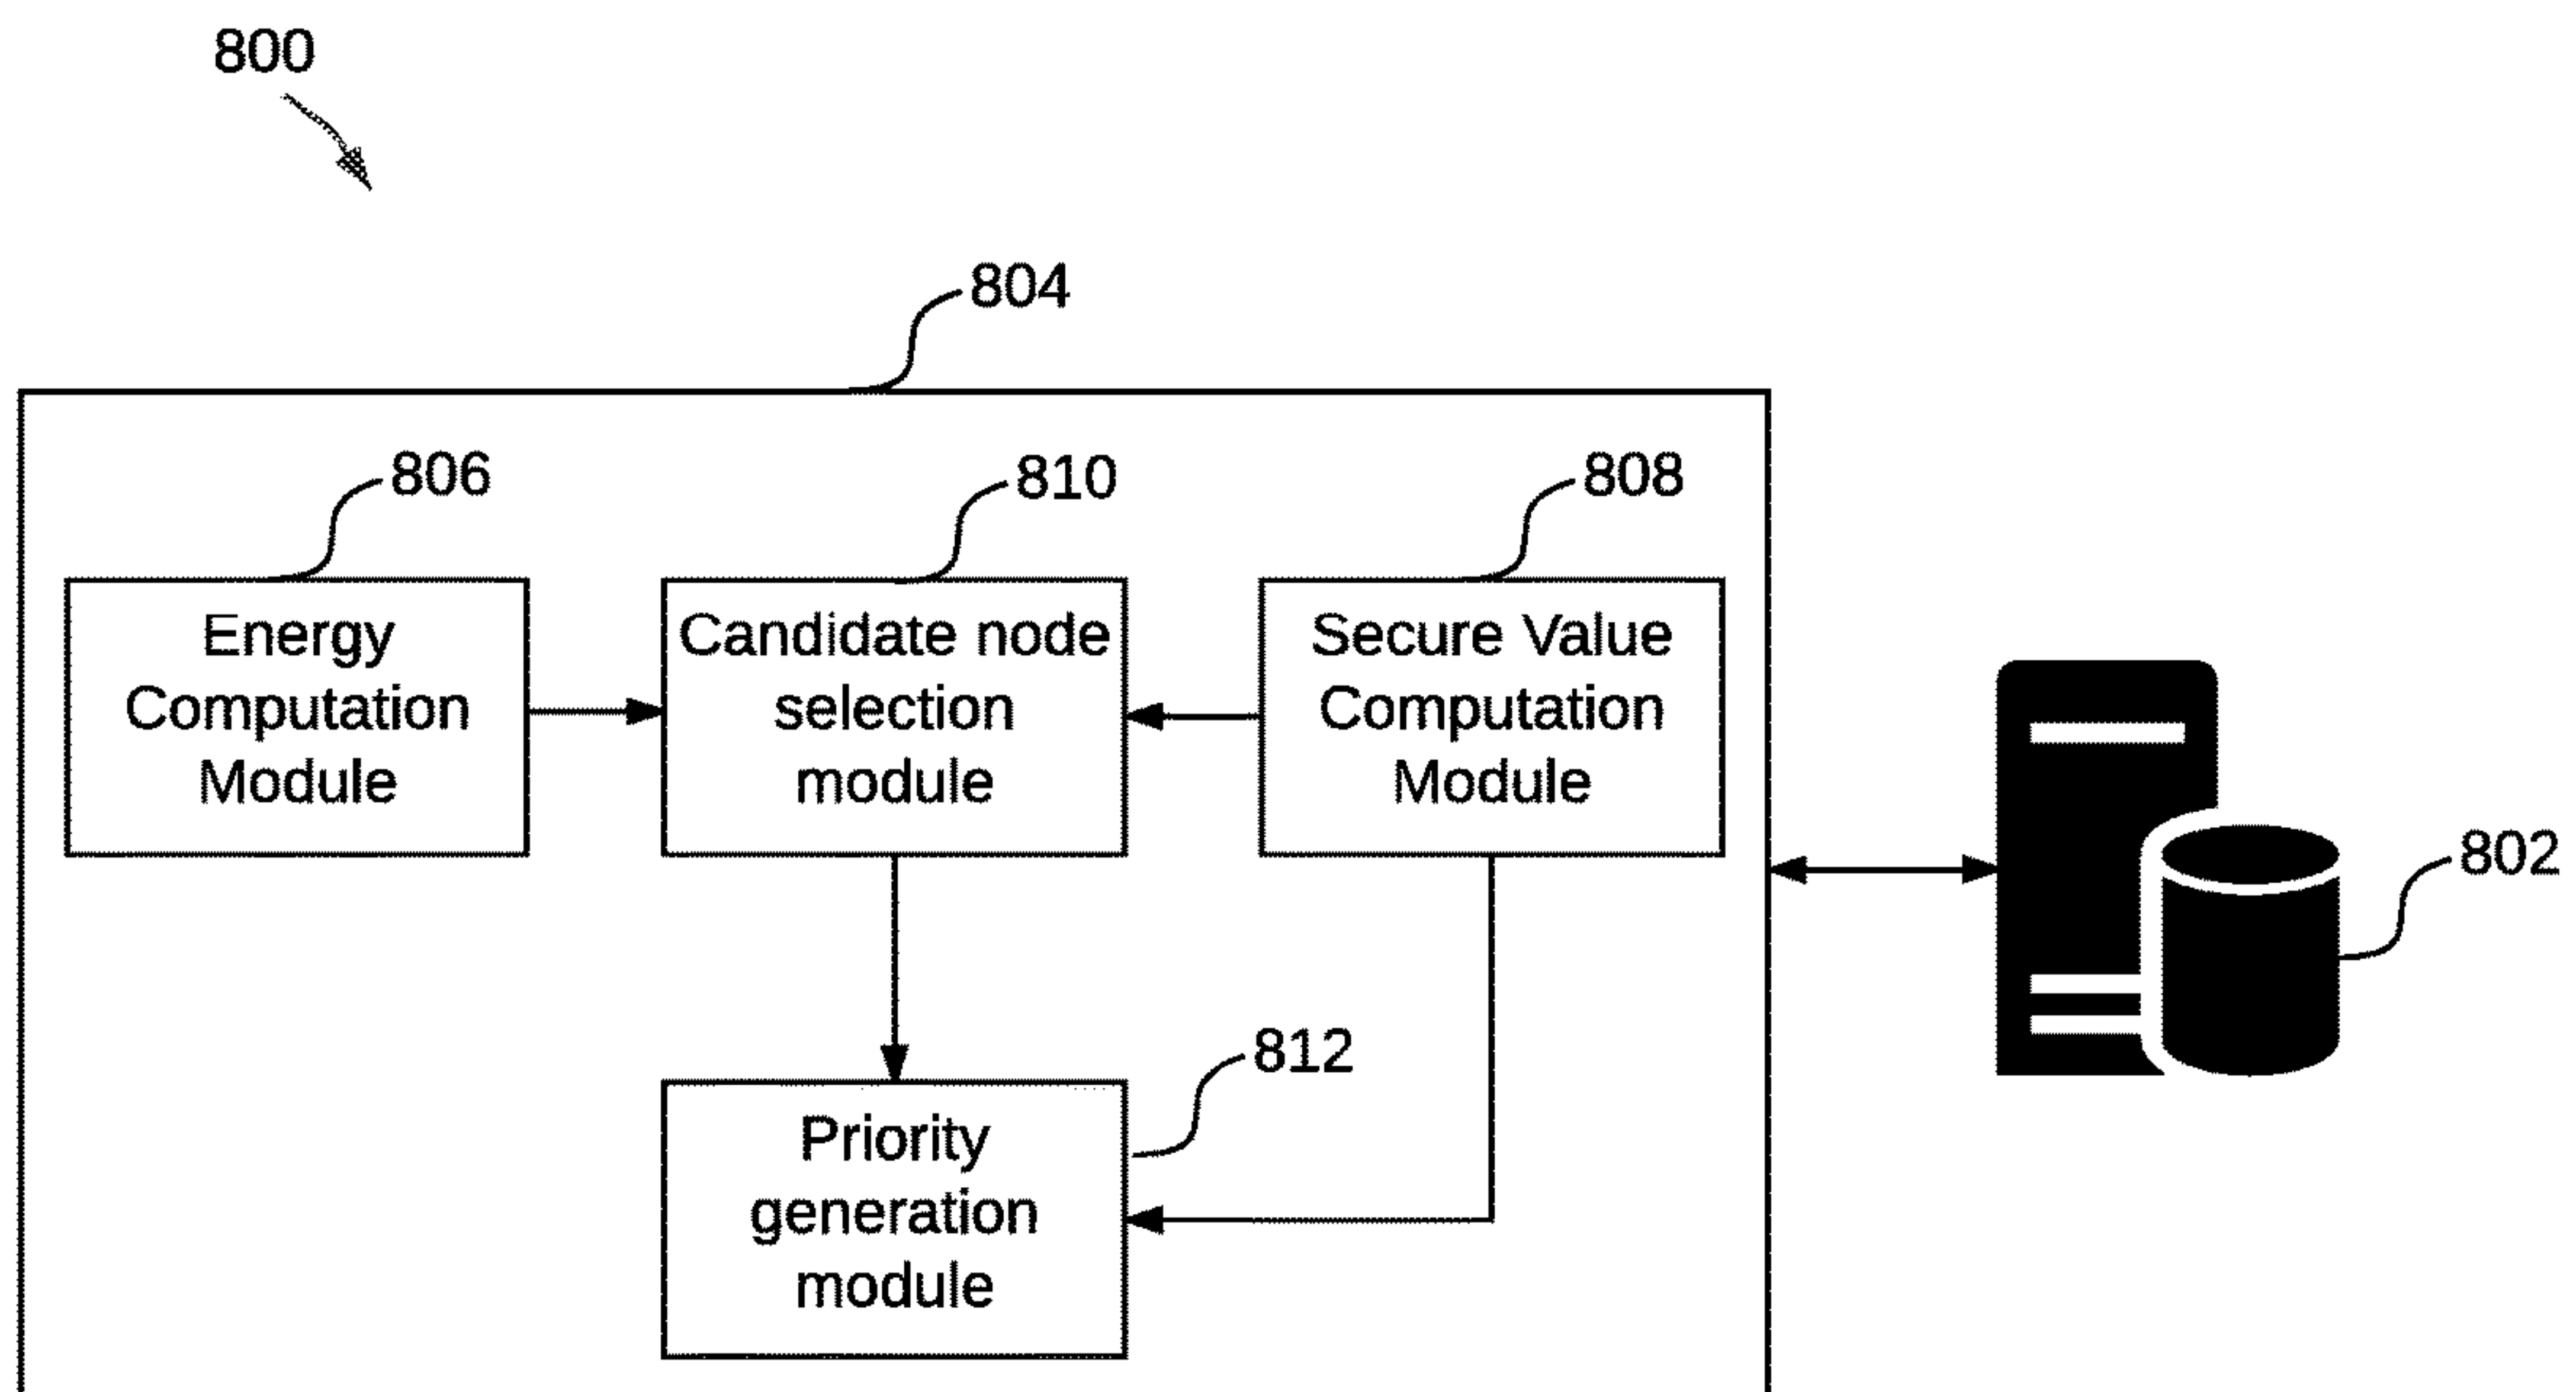 800
804
806
810
808
Energy
Computation
Module
Candidate node
selection
module
Secure Value
Computation
Module
802
812
Priority
generation
module